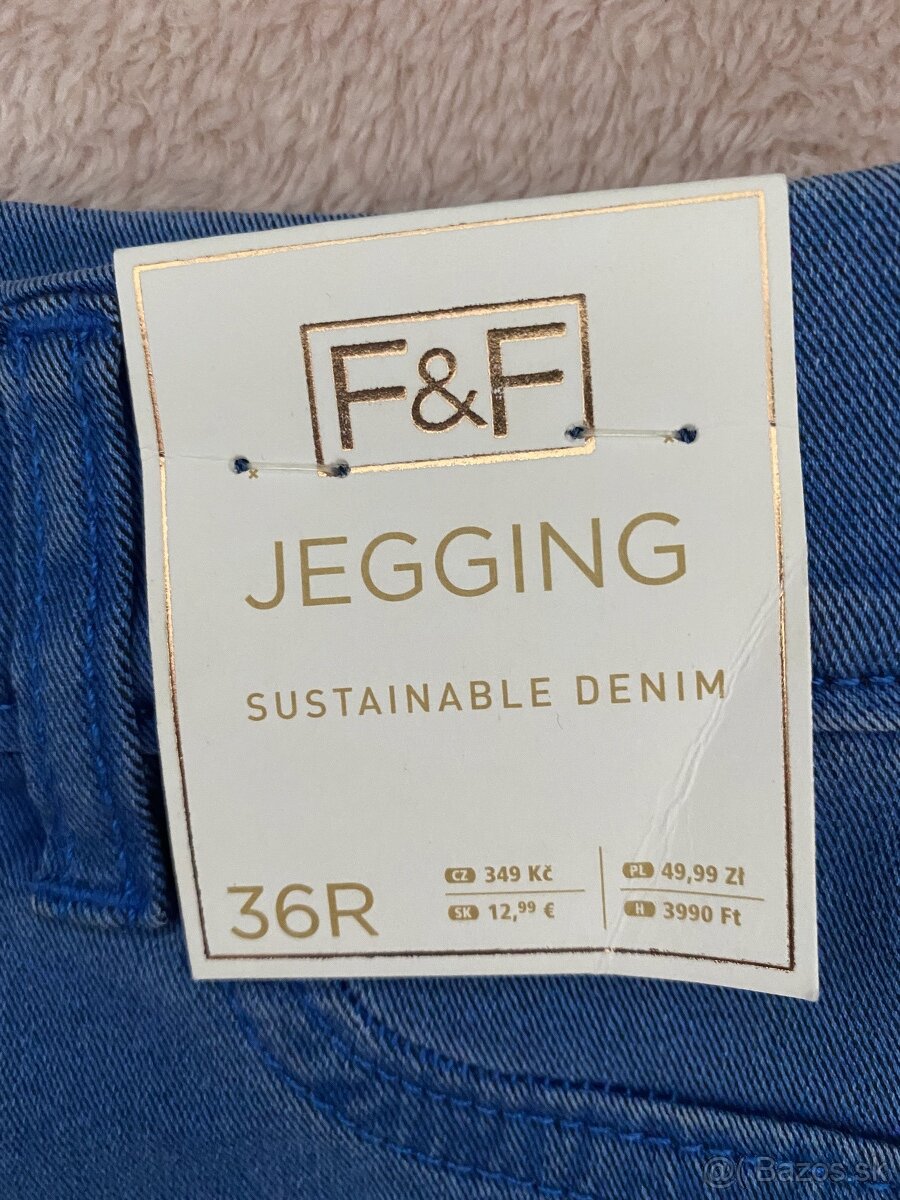 F&F
JEGGING
SUSTAINABLE DENIM
36R
CZ 349 Kč
SK 12,99 €
PL 49,99 Zł
H 3990 Ft
@( Bazos.sk